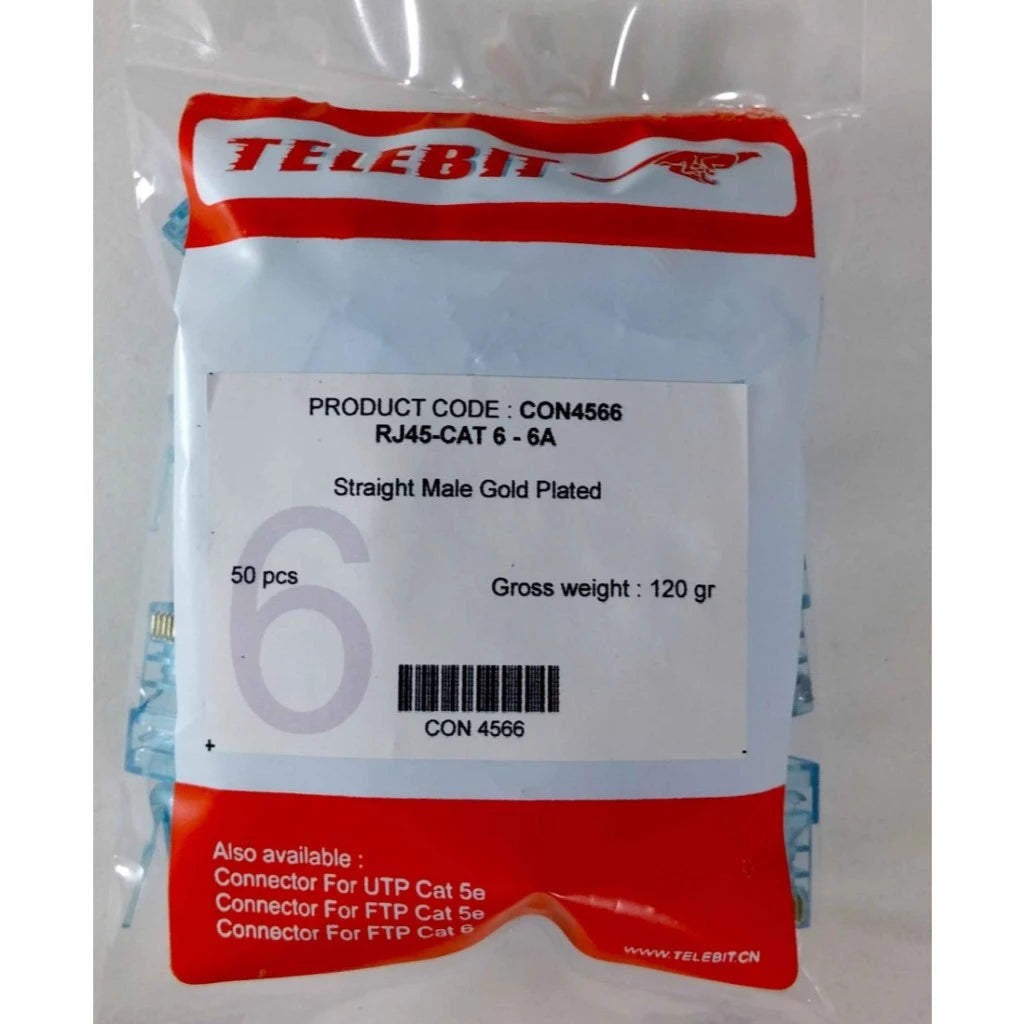 TELEBIT
PRODUCT CODE : CON4566
RJ45-CAT 6 - 6A
Straight Male Gold Plated
6
50 pcs
Gross weight : 120 gr
CON 4566
Also available :
Connector For UTP Cat 5e
Connector For FTP Cat 5e
Connector For FTP Cat 6
WWW.TELEBIT.CN